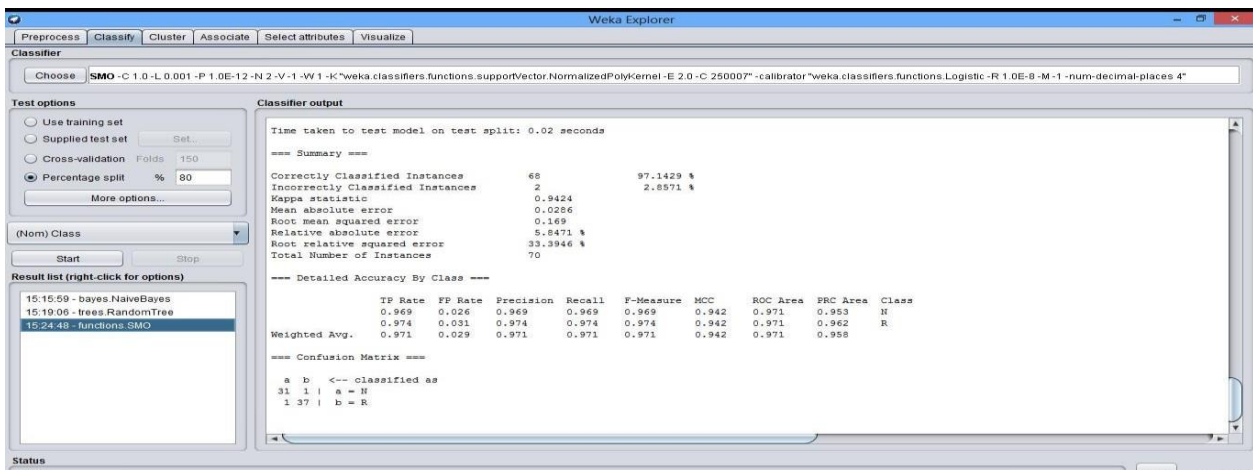 Weka Explorer
Preprocess Classify Cluster Associate Select attributes Visualize
Classifier
Choose SMO -C 1.0 -L 0.001 -P 1.0E-12 -N 2 -V -1 -W 1 -K "weka.classifiers.functions.supportVector.NormalizedPolyKernel -E 2.0 -C 250007" -calibrator "weka.classifiers.functions.Logistic -R 1.0E-8 -M -1 -num-decimal-places 4"
Test options
Use training set
Supplied test set Set...
Cross-validation Folds 150
Percentage split % 80
More options...
(Nom) Class
Start Stop
Result list (right-click for options)
15:15:59 - bayes.NaiveBayes
15:19:06 - trees.RandomTree
15:24:48 - functions.SMO
Classifier output
Time taken to test model on test split: 0.02 seconds
=== Summary ===
Correctly Classified Instances 68 97.1429 %
Incorrectly Classified Instances 2 2.8571 %
Kappa statistic 0.9424
Mean absolute error 0.0286
Root mean squared error 0.169
Relative absolute error 5.8471 %
Root relative squared error 33.3946 %
Total Number of Instances 70
=== Detailed Accuracy By Class ===
TP Rate FP Rate Precision Recall F-Measure MCC ROC Area PRC Area Class
0.969 0.026 0.969 0.969 0.969 0.942 0.971 0.953 N
0.974 0.031 0.974 0.974 0.974 0.942 0.971 0.962 R
Weighted Avg. 0.971 0.029 0.971 0.971 0.971 0.942 0.971 0.958
=== Confusion Matrix ===
a b <-- classified as
31 1 | a = N
1 37 | b = R
Status